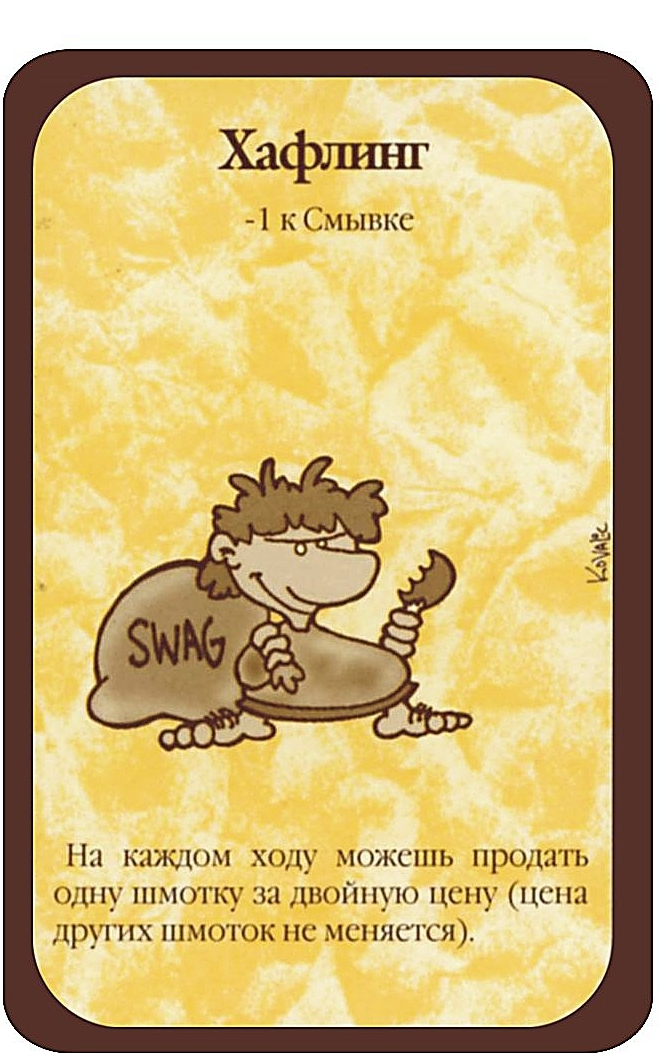 Хафлинг
-1 к Смывке
KOVALIC
SWAG
На каждом ходу можешь продать
одну шмотку за двойную цену (цена
других шмоток не меняется).